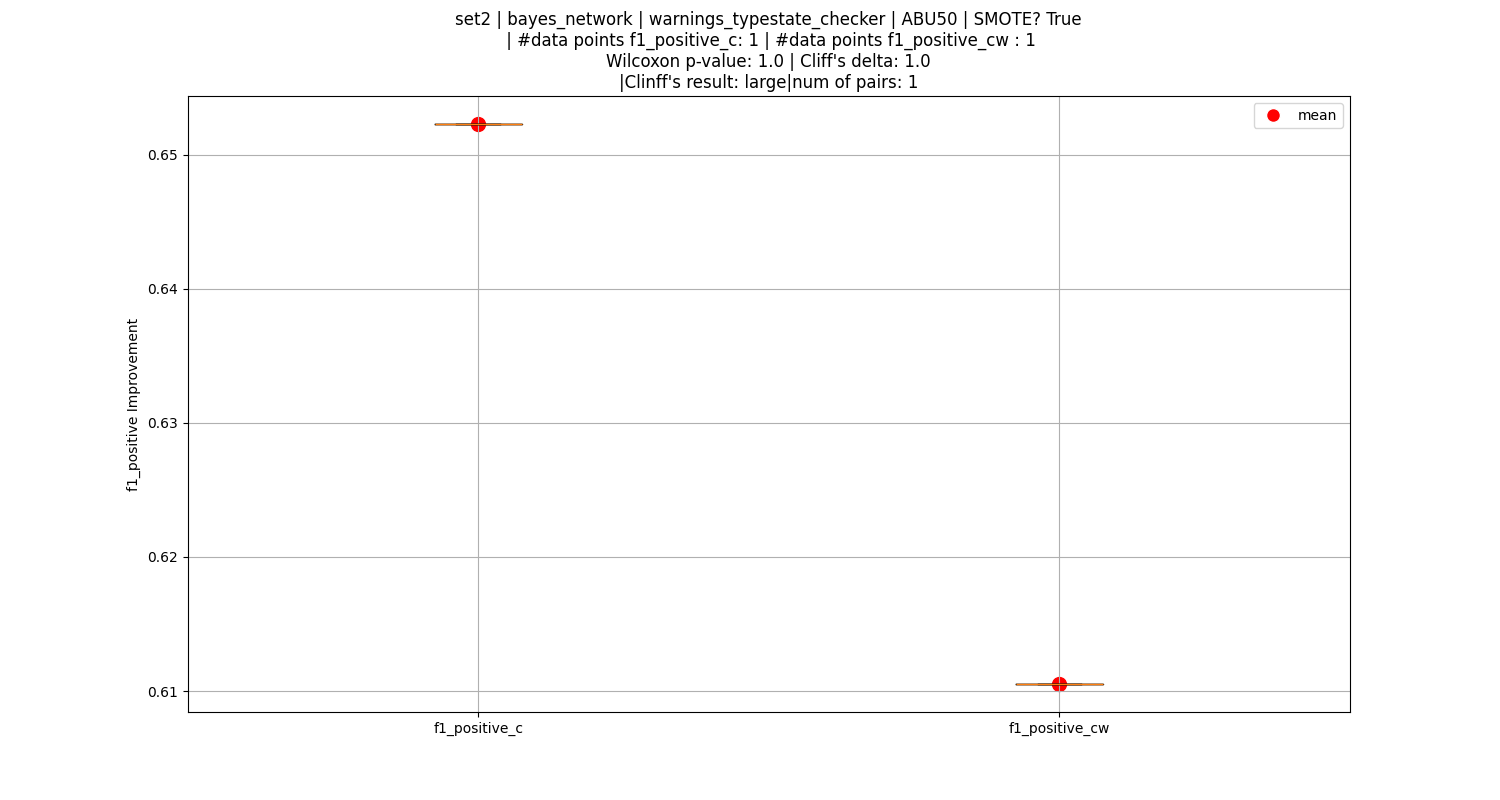 set2 | bayes_network | warnings_typestate_checker | ABU50 | SMOTE? True
| #data points f1_positive_c: 1 | #data points f1_positive_cw : 1
Wilcoxon p-value: 1.0 | Cliff's delta: 1.0
|Clinff's result: large|num of pairs: 1
mean
0.65
0.64
0.63
0.62
0.61
f1_positive Improvement
f1_positive_c
f1_positive_cw